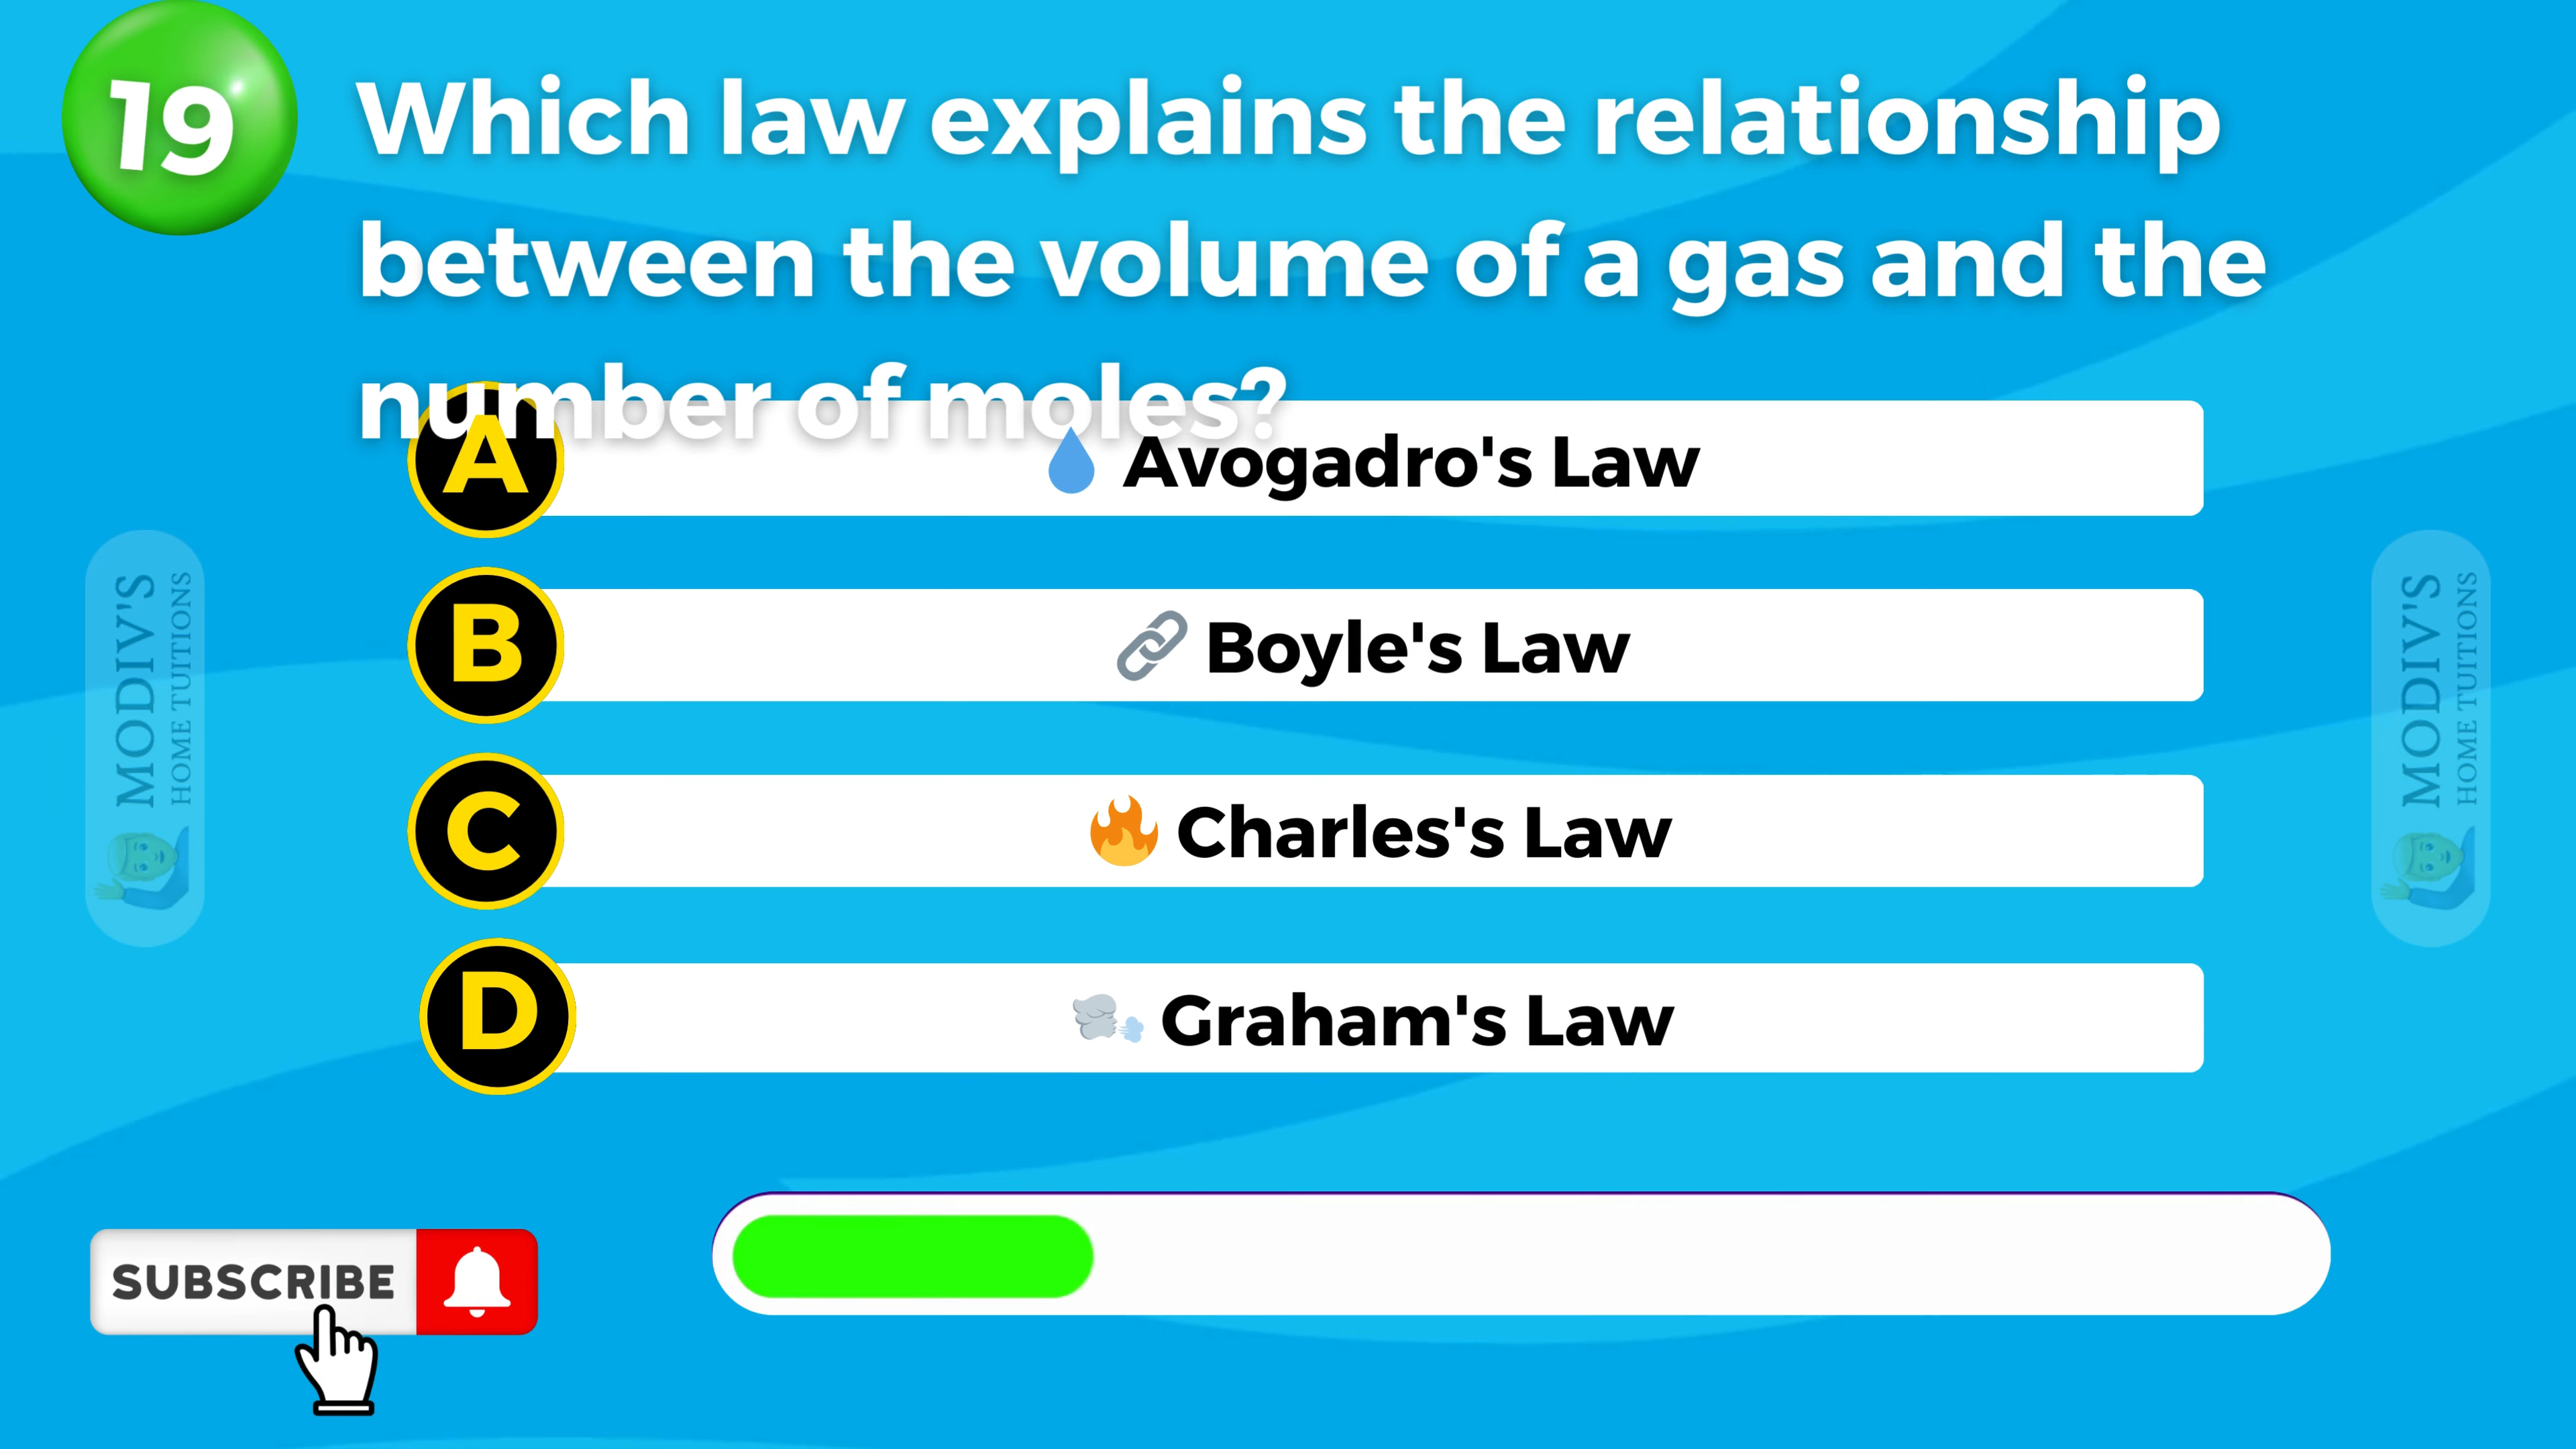 19
Which law explains the relationship
between the volume of a gas and the
number of moles?
A
Avogadro's Law
B
Boyle's Law
C
Charles's Law
D
Graham's Law
MODIV'S
HOME TUITIONS
MODIV'S
HOME TUITIONS
SUBSCRIBE